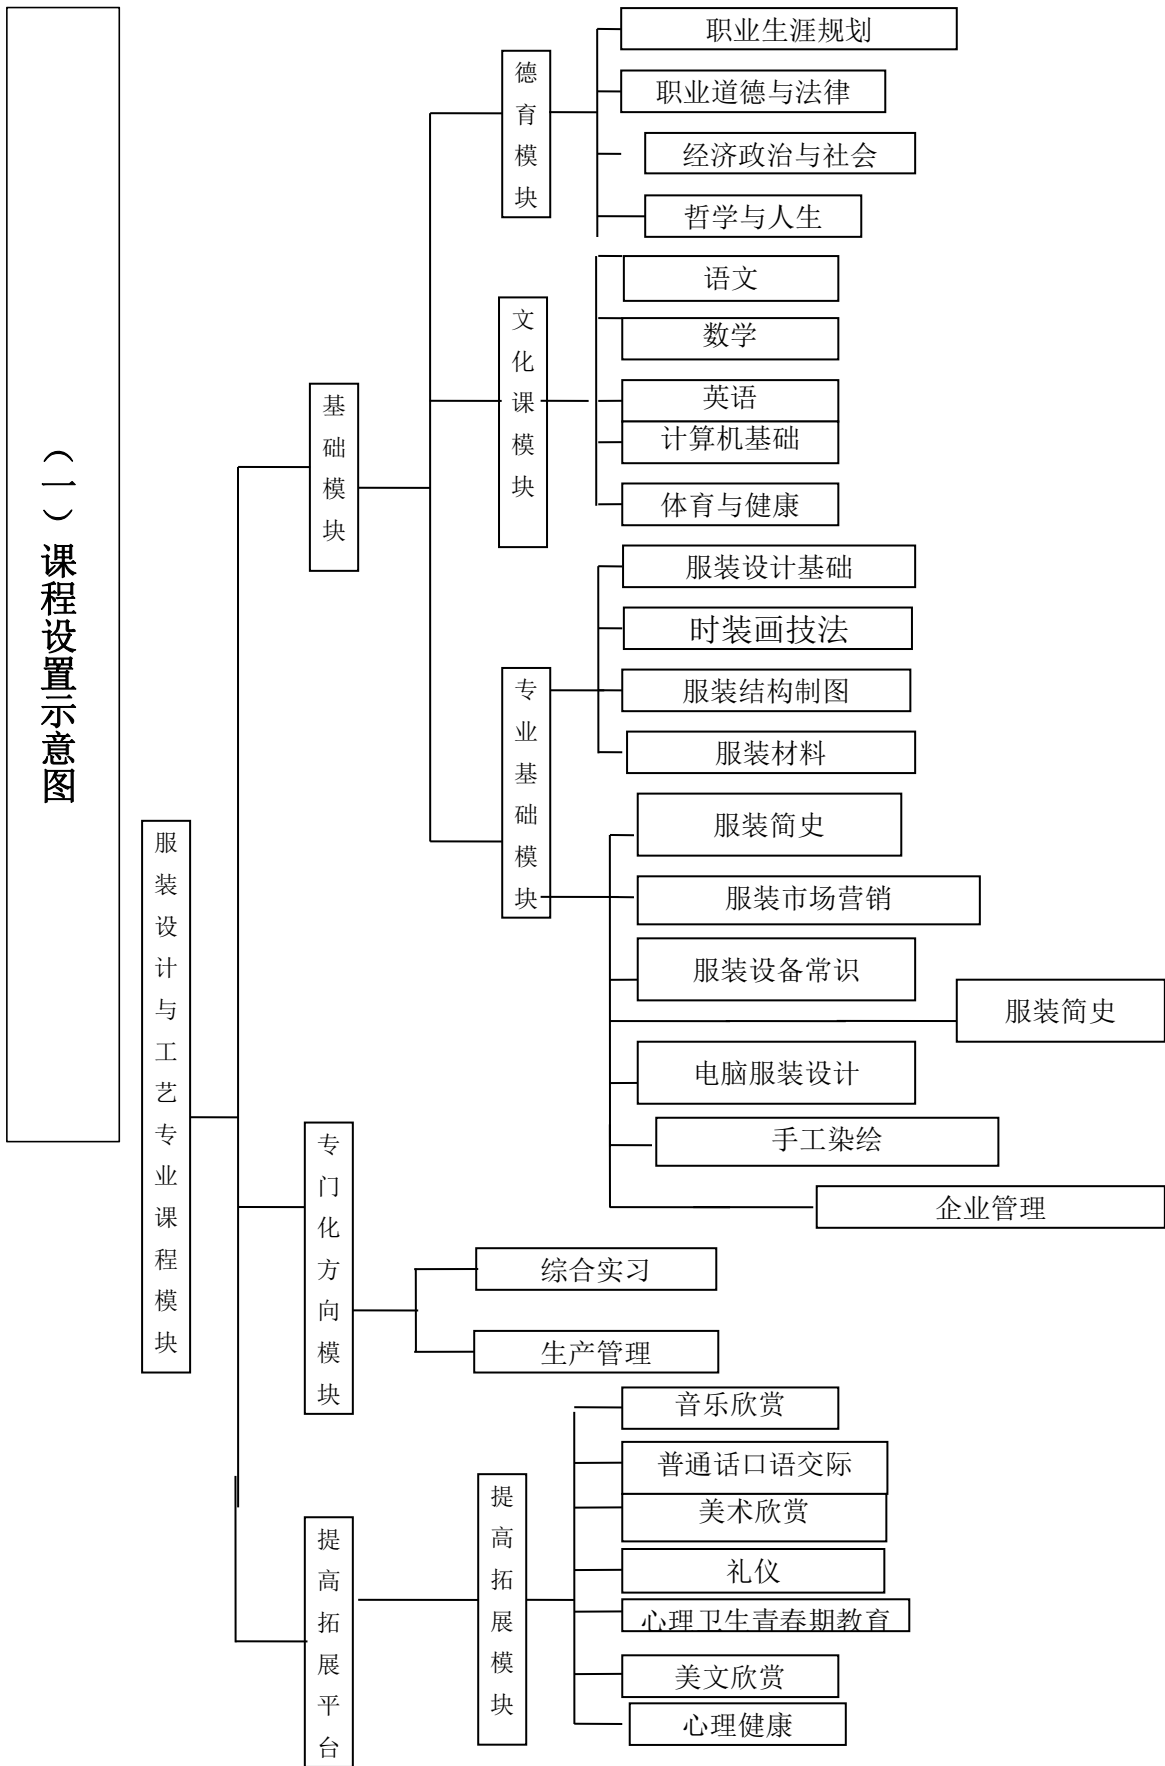 （一）课程设置示意图
服装设计与工艺专业课程模块
基础模块
德育模块
职业生涯规划
职业道德与法律
经济政治与社会
哲学与人生
文化课模块
语文
数学
英语
计算机基础
体育与健康
专业基础模块
服装设计基础
时装画技法
服装结构制图
服装材料
服装简史
服装市场营销
服装设备常识
服装简史
电脑服装设计
手工染绘
企业管理
专门化方向模块
综合实习
生产管理
提高拓展平台
提高拓展模块
音乐欣赏
普通话口语交际
美术欣赏
礼仪
心理卫生青春期教育
美文欣赏
心理健康